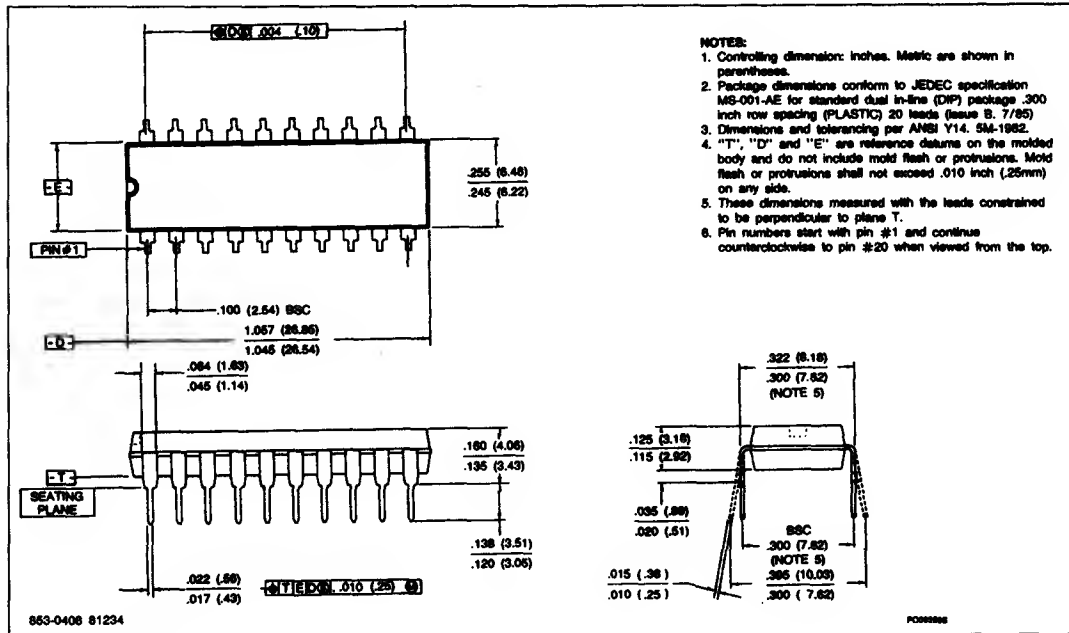 D .004 (.10)
NOTES:
1. Controlling dimension: inches. Metric are shown in
parentheses.
2. Package dimensions conform to JEDEC specification
MS-001-AE for standard dual in-line (DIP) package .300
inch row spacing (PLASTIC) 20 leads (issue B. 7/85)
3. Dimensions and tolerancing per ANSI Y14. 5M-1982.
4. "T", "D" and "E" are reference datums on the molded
body and do not include mold flash or protrusions. Mold
flash or protrusions shall not exceed .010 inch (.25mm)
on any side.
5. These dimensions measured with the leads constrained
to be perpendicular to plane T.
6. Pin numbers start with pin #1 and continue
counterclockwise to pin #20 when viewed from the top.
-E-
.255 (6.48)
.245 (6.22)
PIN #1
.100 (2.54) BSC
-D-
1.057 (26.85)
1.045 (26.54)
.064 (1.63)
.045 (1.14)
.160 (4.06)
.135 (3.43)
-T-
SEATING
PLANE
.138 (3.51)
.120 (3.05)
.022 (.56)
.017 (.43)
T E D .010 (.25)
.322 (8.18)
.300 (7.62)
(NOTE 5)
.125 (3.18)
.115 (2.92)
.035 (.89)
.020 (.51)
BSC
.300 (7.62)
(NOTE 5)
.395 (10.03)
.300 ( 7.62)
.015 (.38 )
.010 (.25 )
853-0408 81234